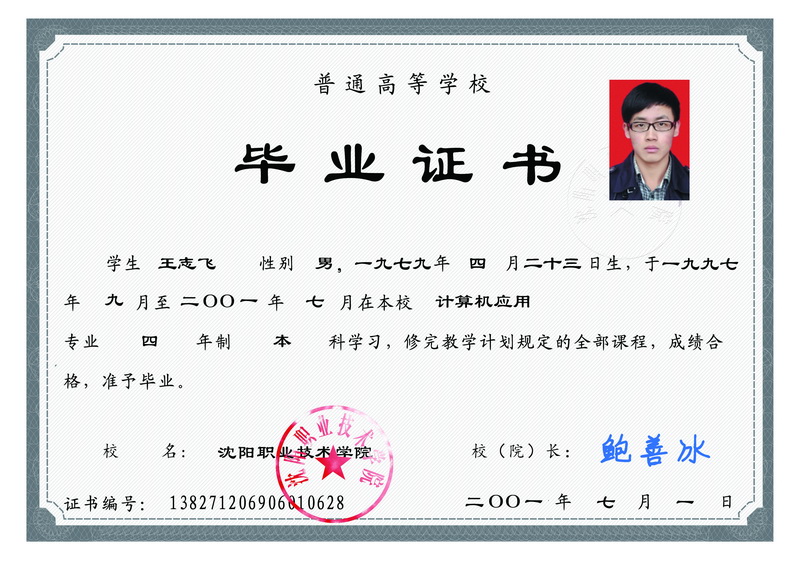 普通高等学校
毕业证书
学生 王志飞 性别 男，一九七九年 四 月二十三日生，于一九九七
年 九 月至 二〇〇一 年 七 月在本校 计算机应用
专业 四 年制 本 科学习，修完教学计划规定的全部课程，成绩合
格，准予毕业。
校 名： 沈阳职业技术学院 校（院）长： 鲍善冰
沈阳职业技术学院
证书编号： 138271206906010628 二〇〇一 年 七 月 一 日